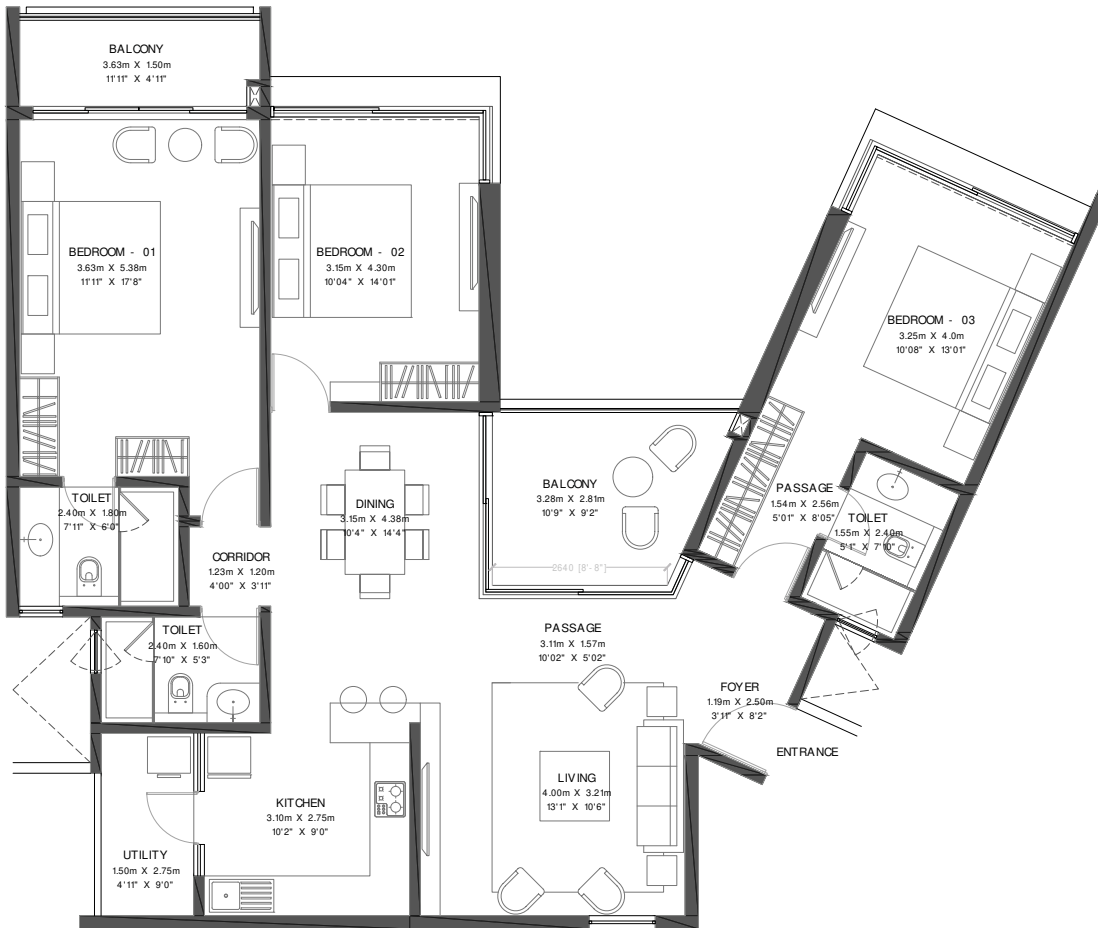 BALCONY
3.63m X 1.50m
11'11" X 4'11"
BEDROOM - 01
3.63m X 5.38m
11'11" X 17'8"
BEDROOM - 02
3.15m X 4.30m
10'04" X 14'01"
BEDROOM - 03
3.25m X 4.0m
10'08" X 13'01"
TOILET
2.40m X 1.80m
7'11" X 6'0"
DINING
3.15m X 4.38m
10'4" X 14'4"
BALCONY
3.28m X 2.81m
10'9" X 9'2"
2640 [8'-8"]
PASSAGE
1.54m X 2.56m
5'01" X 8'05"
TOILET
1.55m X 2.40m
5'1" X 7'10"
CORRIDOR
1.23m X 1.20m
4'00" X 3'11"
TOILET
2.40m X 1.60m
7'10" X 5'3"
PASSAGE
3.11m X 1.57m
10'02" X 5'02"
FOYER
1.19m X 2.50m
3'11" X 8'2"
ENTRANCE
LIVING
4.00m X 3.21m
13'1" X 10'6"
KITCHEN
3.10m X 2.75m
10'2" X 9'0"
UTILITY
1.50m X 2.75m
4'11" X 9'0"